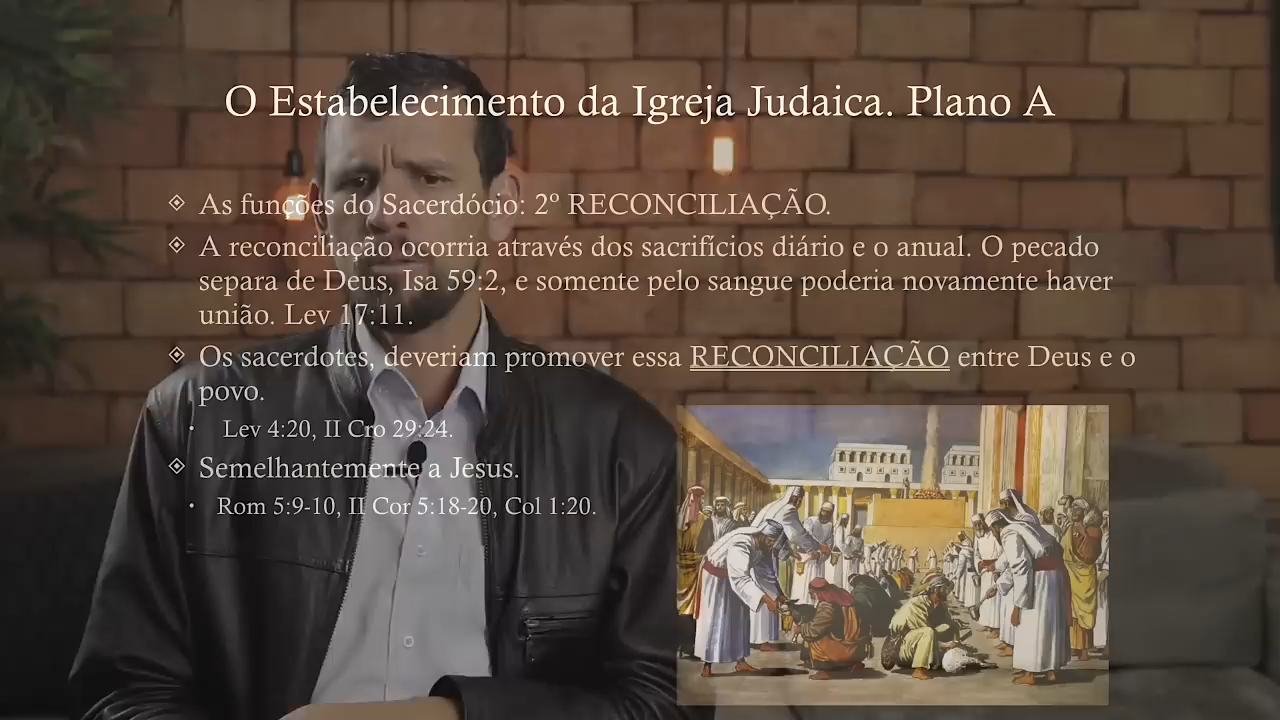 O Estabelecimento da Igreja Judaica. Plano A
As funções do Sacerdócio: 2º RECONCILIAÇÃO.
A reconciliação ocorria através dos sacrifícios diário e o anual. O pecado
separa de Deus, Isa 59:2, e somente pelo sangue poderia novamente haver
união. Lev 17:11.
Os sacerdotes, deveriam promover essa RECONCILIAÇÃO entre Deus e o
povo.
Lev 4:20, II Cro 29:24.
Semelhantemente a Jesus.
Rom 5:9-10, II Cor 5:18-20, Col 1:20.